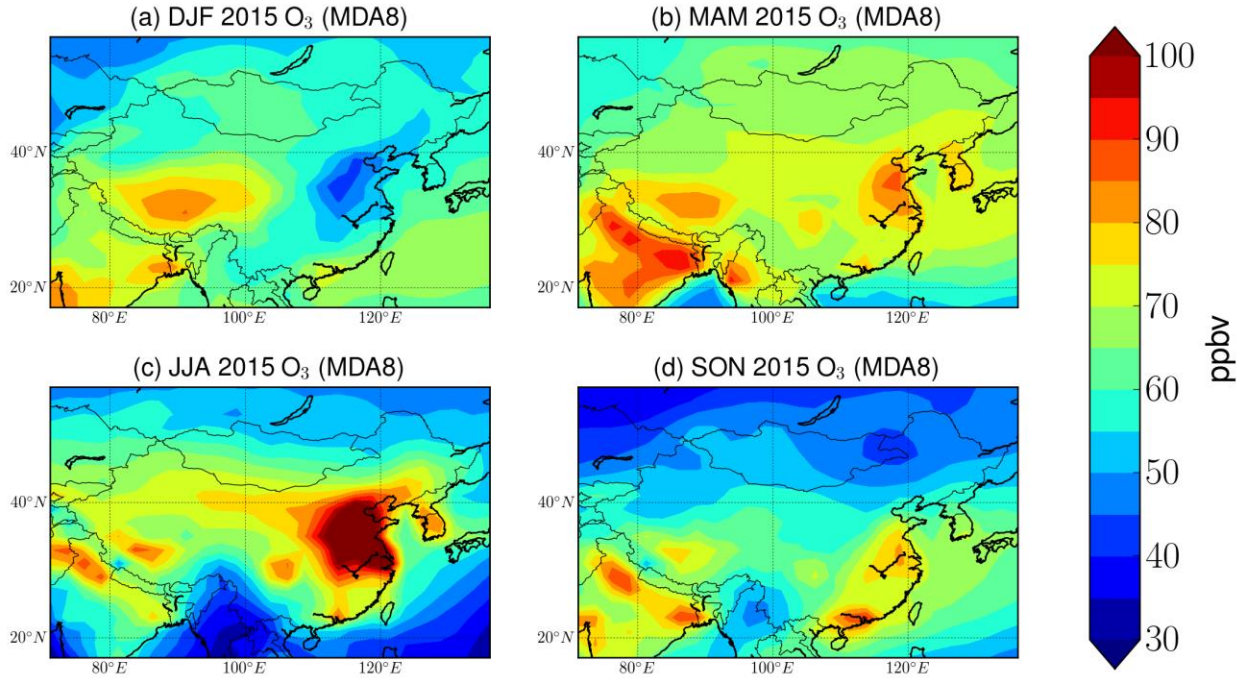 (a) DJF 2015 O₃ (MDA8)
(b) MAM 2015 O₃ (MDA8)
40°N
20°N
80°E
100°E
120°E
40°N
20°N
80°E
100°E
120°E
(c) JJA 2015 O₃ (MDA8)
(d) SON 2015 O₃ (MDA8)
40°N
20°N
80°E
100°E
120°E
40°N
20°N
80°E
100°E
120°E
100
90
80
70
60
50
40
30
ppbv